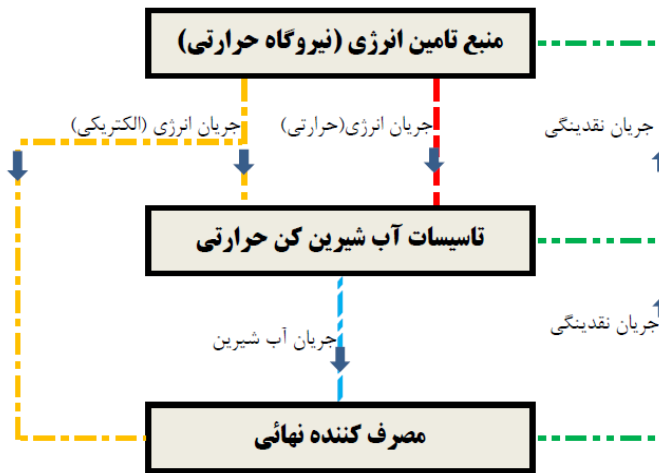 منبع تامین انرژی (نیروگاه حرارتی)
جریان نقدینگی
جریان انرژی(حرارتی)
جریان انرژی (الکتریکی)
تاسیسات آب شیرین کن حرارتی
جریان نقدینگی
جریان آب شیرین
مصرف کننده نهائی